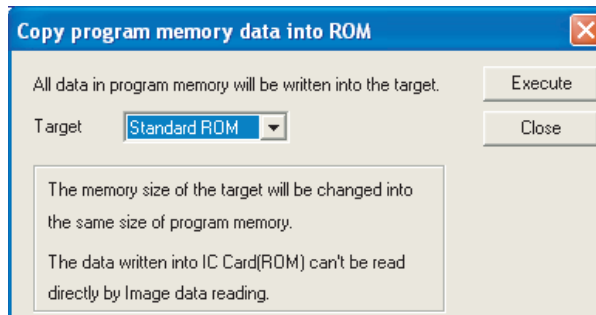 Copy program memory data into ROM
All data in program memory will be written into the target.
Execute
Target
Standard ROM
Close
The memory size of the target will be changed into
the same size of program memory.
The data written into IC Card(ROM) can't be read
directly by Image data reading.